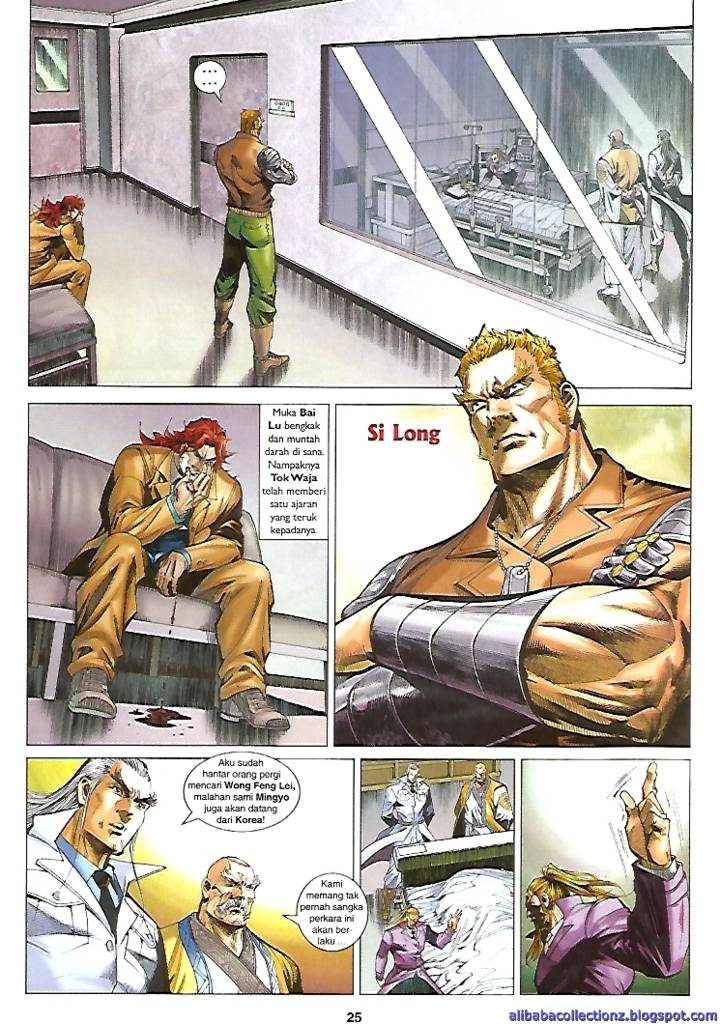 ...
...
Muka Bai
Lu bengkak
dan muntah
darah di sana.
Nampaknya
Tok Waja
telah memberi
satu ajaran
yang teruk
kepadanya.
Si Long
Aku sudah
hantar orang pergi
mencari Wong Feng Lei,
malahan sami Mingyo
juga akan datang
dari Korea!
Kami
memang tak
pernah sangka
perkara ini
akan ber-
laku....
25
alibabacollectionz.blogspot.com